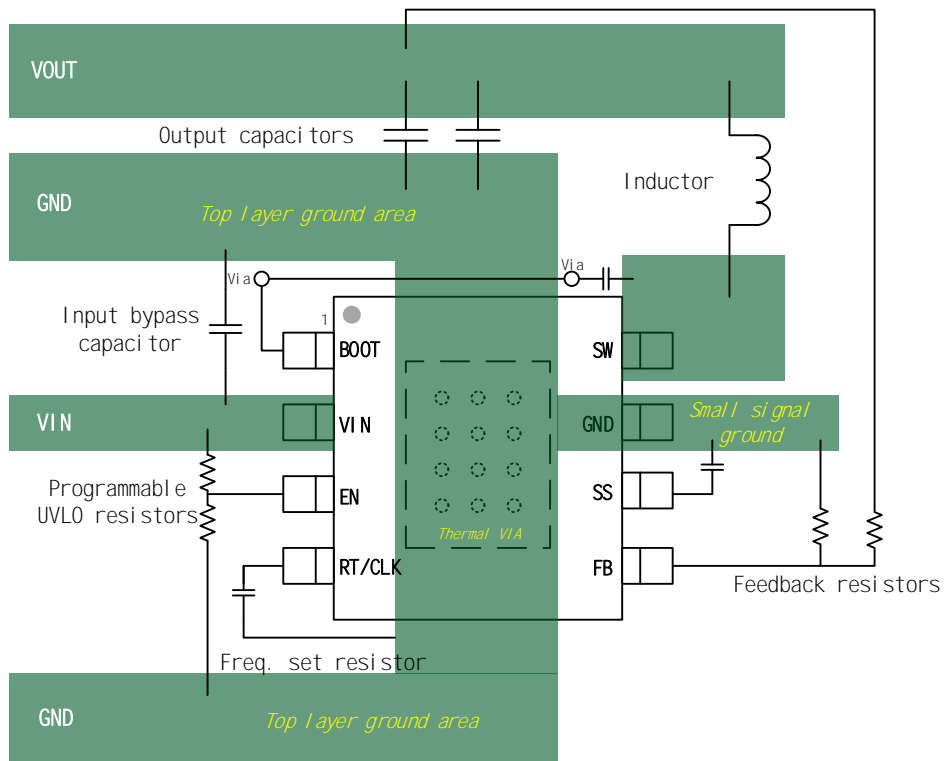 VOUT
Output capacitors
Inductor
GND
Top layer ground area
Via
Via
Input bypass
capacitor
1
BOOT
SW
VIN
VIN
GND
Small signal
ground
Programmable
UVLO resistors
EN
SS
Thermal VIA
RT/CLK
FB
Feedback resistors
Freq. set resistor
GND
Top layer ground area